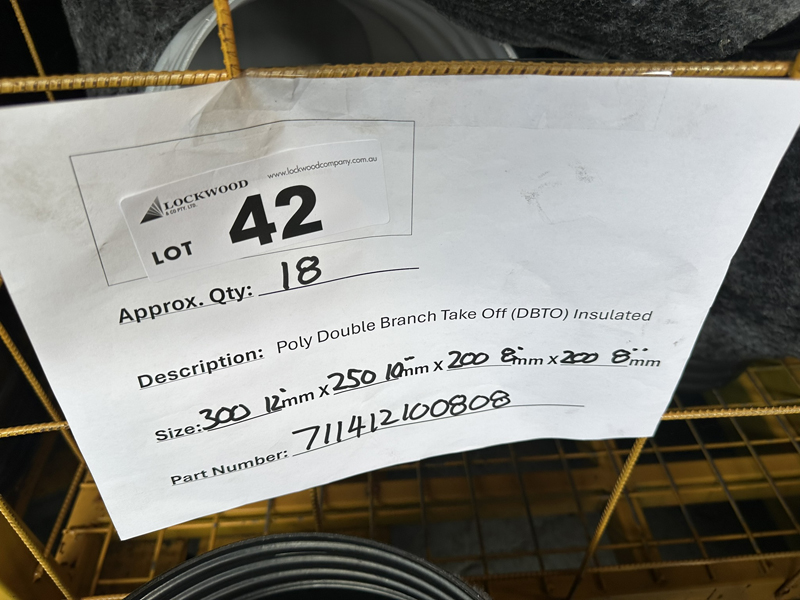 LOCKWOOD www.lockwoodcompany.com.au
& CO PTY. LTD.
LOT 42
Approx. Qty: 18
Description: Poly Double Branch Take Off (DBTO) Insulated
Size: 300 12"mm x 250 10"mm x 200 8"mm x 200 8"mm
Part Number: 711412100808